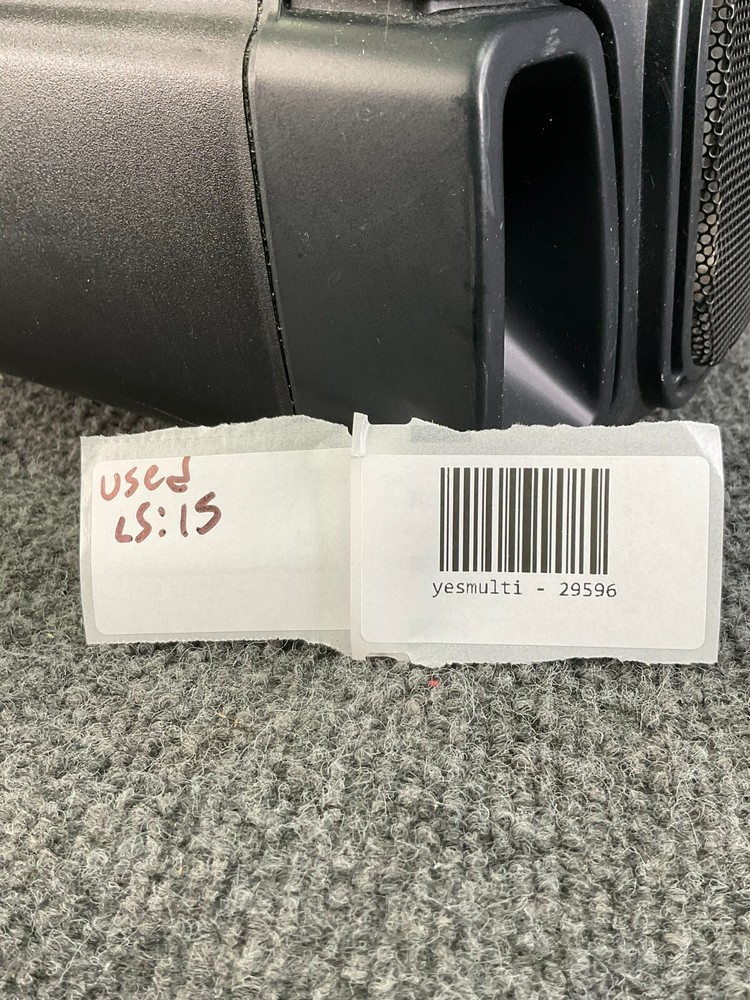 used
LS:15
yesmulti - 29596